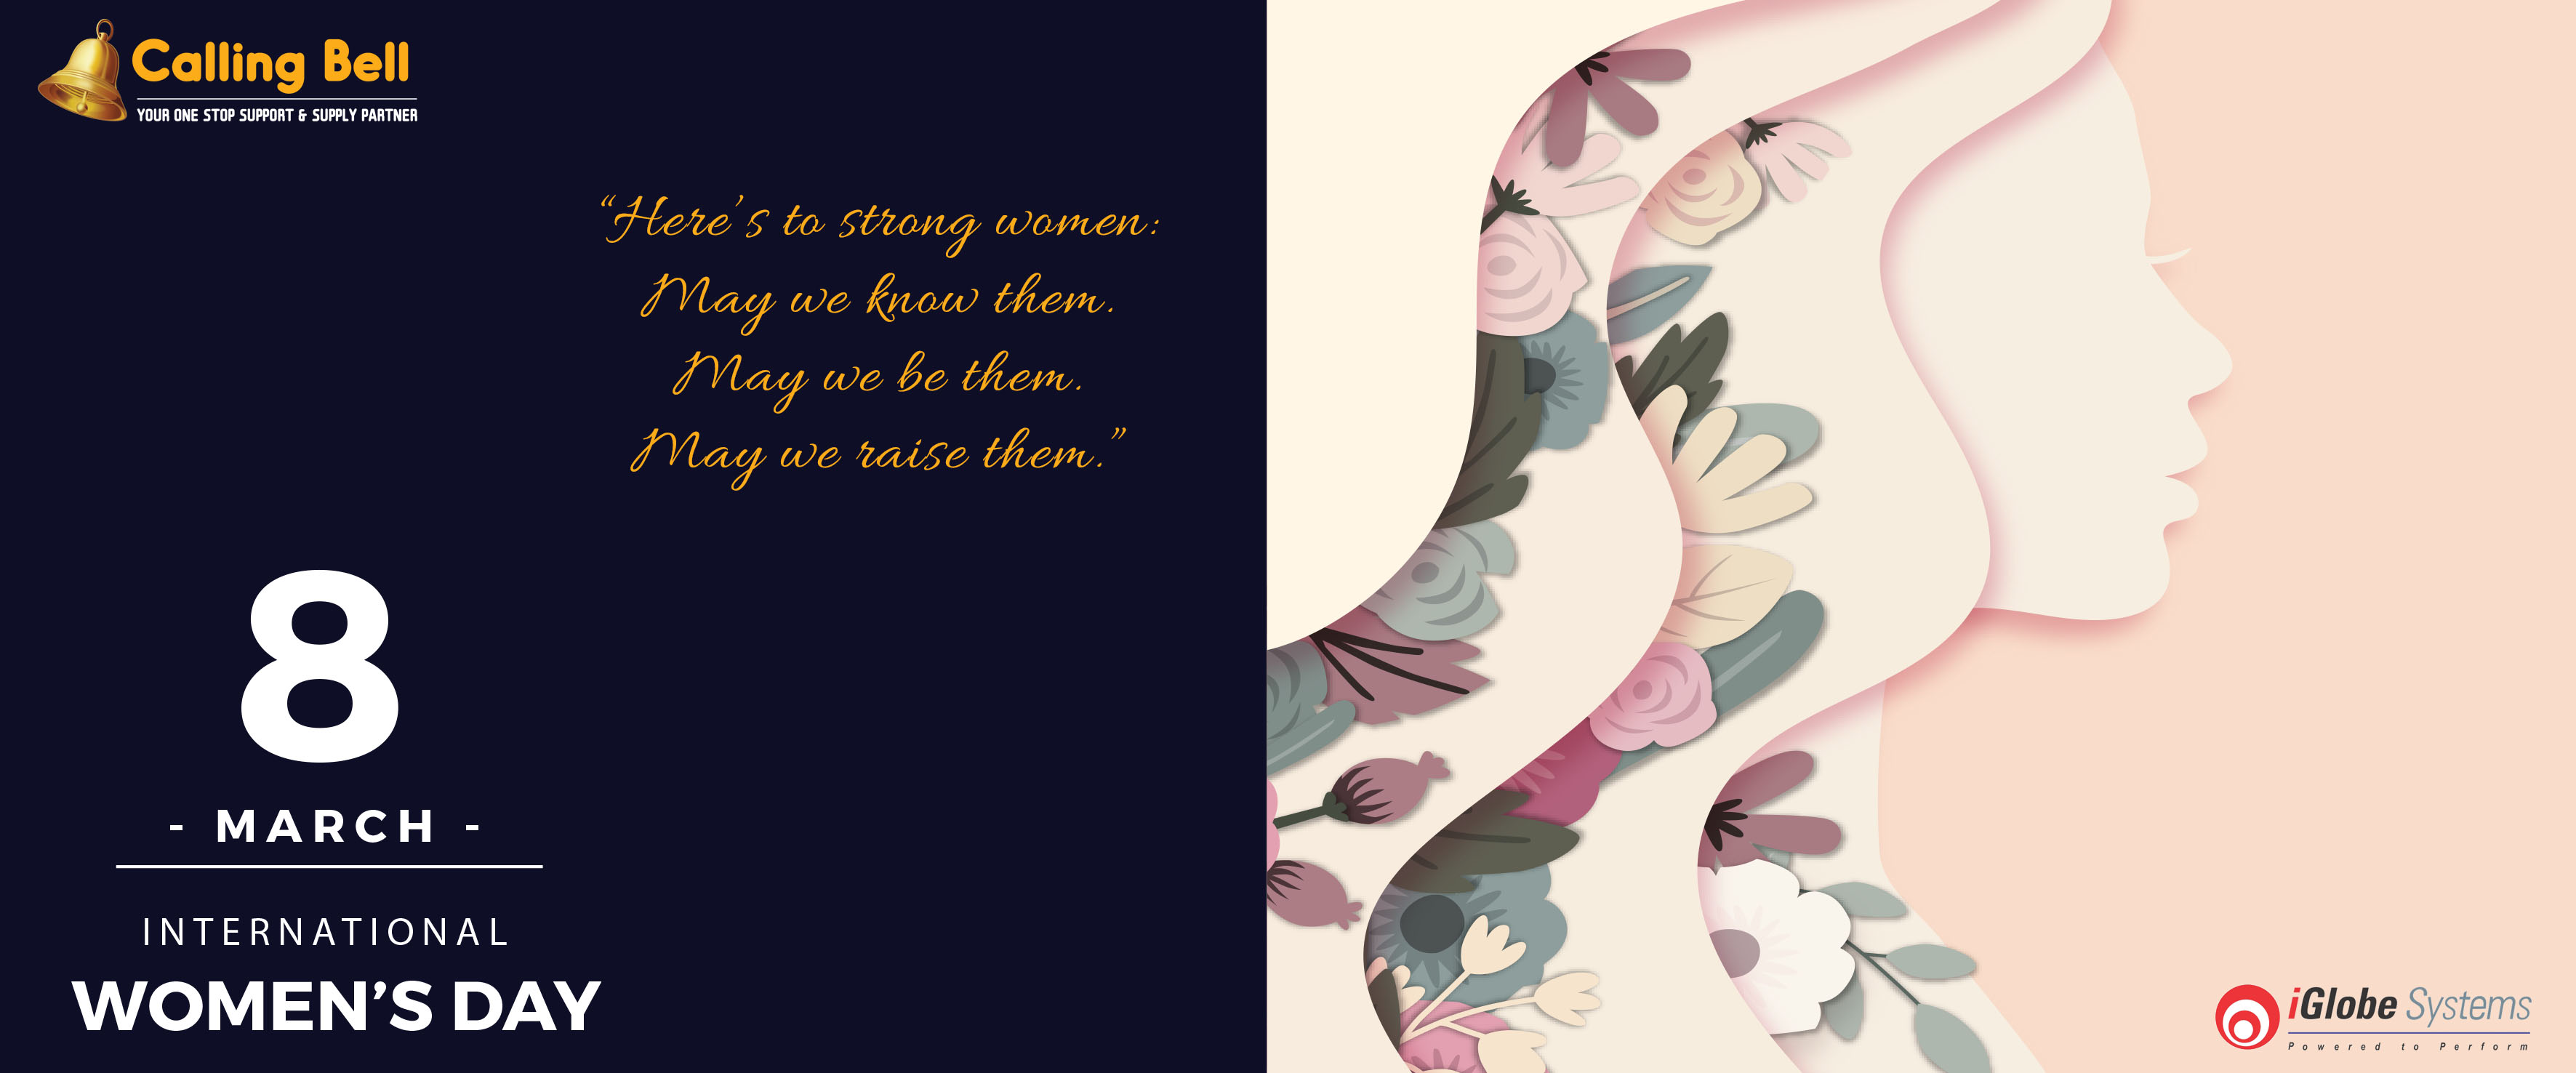 Calling Bell
YOUR ONE STOP SUPPORT & SUPPLY PARTNER
“Here’s to strong women:
May we know them.
May we be them.
May we raise them.”
8
- MARCH -
INTERNATIONAL
WOMEN’S DAY
iGlobe Systems
Powered to Perform